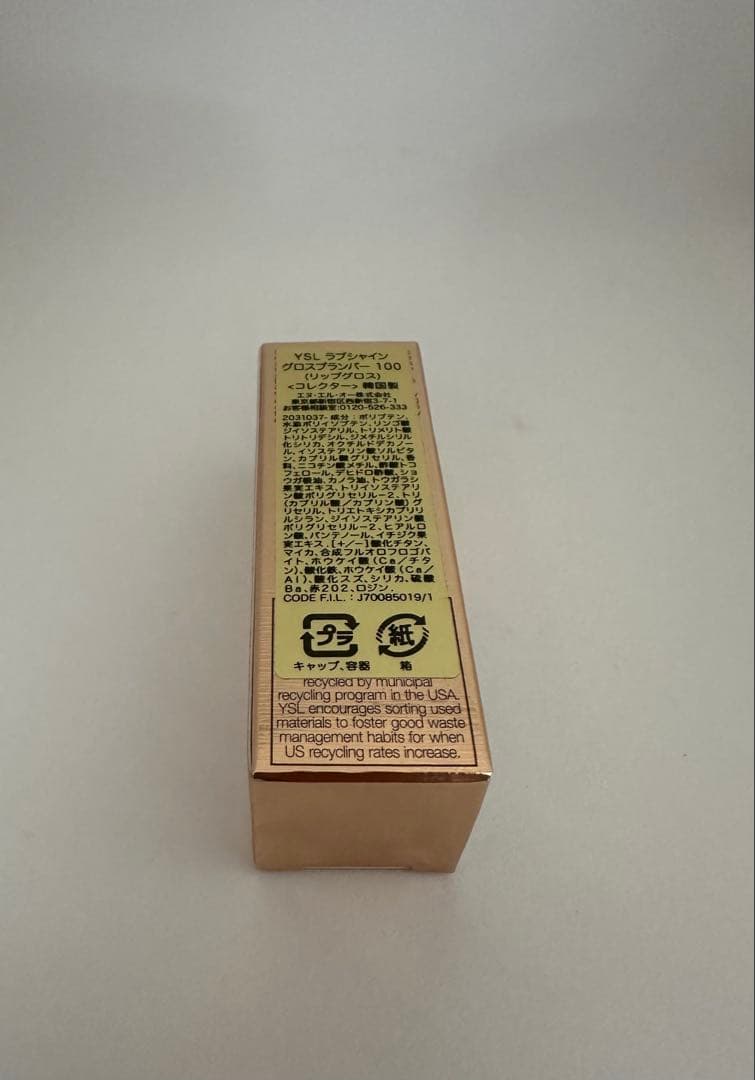 YSL ラブシャイン
グロスプランパー 100
(リップグロス)
<コレクター> 韓国製
エヌ・エル・オー株式会社
東京都新宿区西新宿3-7-1
お客様相談室:0120-526-333
2031037- 成分：ポリブテン、
水添ポリイソブテン、リンゴ酸
ジイソステアリル、トリメリト酸
トリトリデシル、ジメチルシリル
化シリカ、オクチルドデカノー
ル、イソステアリン酸ソルビタ
ン、カプリル酸グリセリル、香
料、ニコチン酸メチル、酢酸トコ
フェロール、デヒドロ酢酸、ショ
ウガ根油、カノラ油、トウガラシ
果実エキス、トリイソステアリ
ン酸ポリグリセリル-2、トリ
(カプリル酸/カプリン酸)グ
リセリル、トリエトキシカプリリ
ルシラン、ジイソステアリン酸
ポリグリセリル-2、ヒアルロ
ン酸、パンテノール、イチジク果
実エキス、[+/-]酸化チタン、
マイカ、合成フルオロフロゴパ
イト、ホウケイ酸(Ca/チタ
ン)、酸化鉄、ホウケイ酸(Ca/
Al)、酸化スズ、シリカ、硫酸
Ba、赤202、ロジン.
CODE F.I.L. : J70085019/1
プラ 紙
キャップ、容器 箱
recycled by municipal
recycling program in the USA.
YSL encourages sorting used
materials to foster good waste
management habits for when
US recycling rates increase.